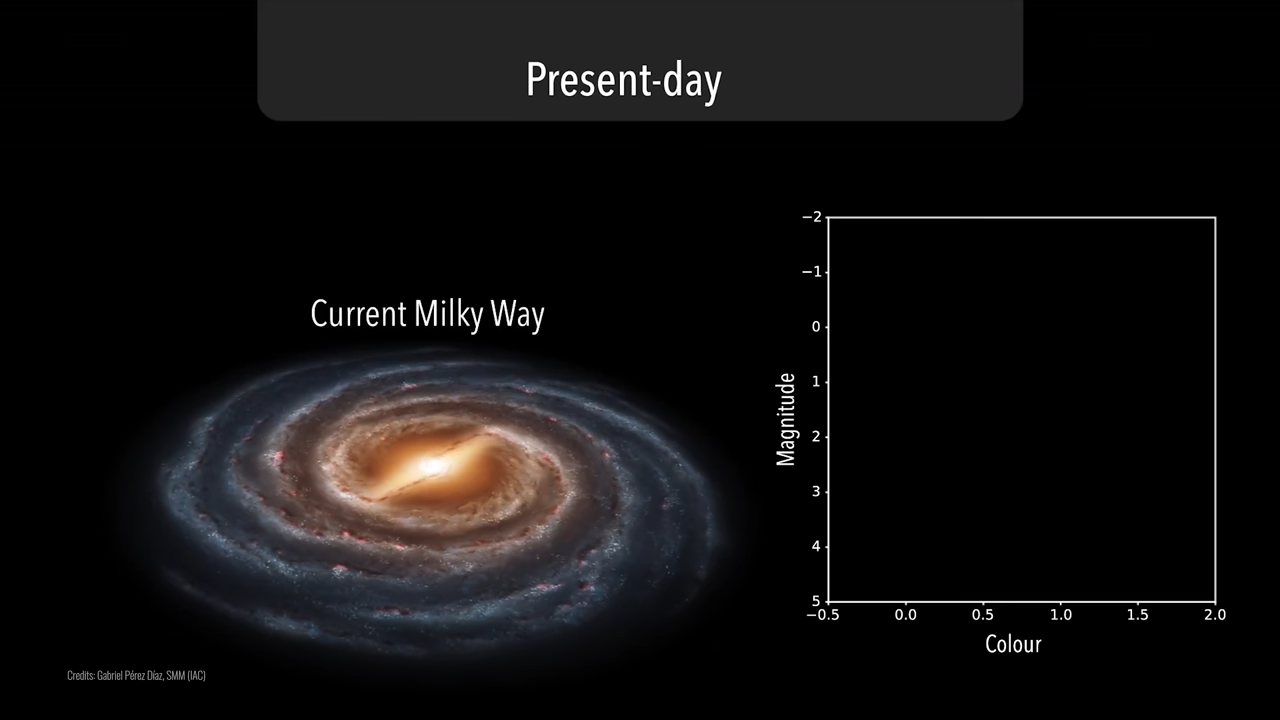 Present-day
Current Milky Way
−2
−1
0
1
2
3
4
5
Magnitude
−0.5 0.0 0.5 1.0 1.5 2.0
Colour
Credits: Gabriel Pérez Díaz, SMM (IAC)